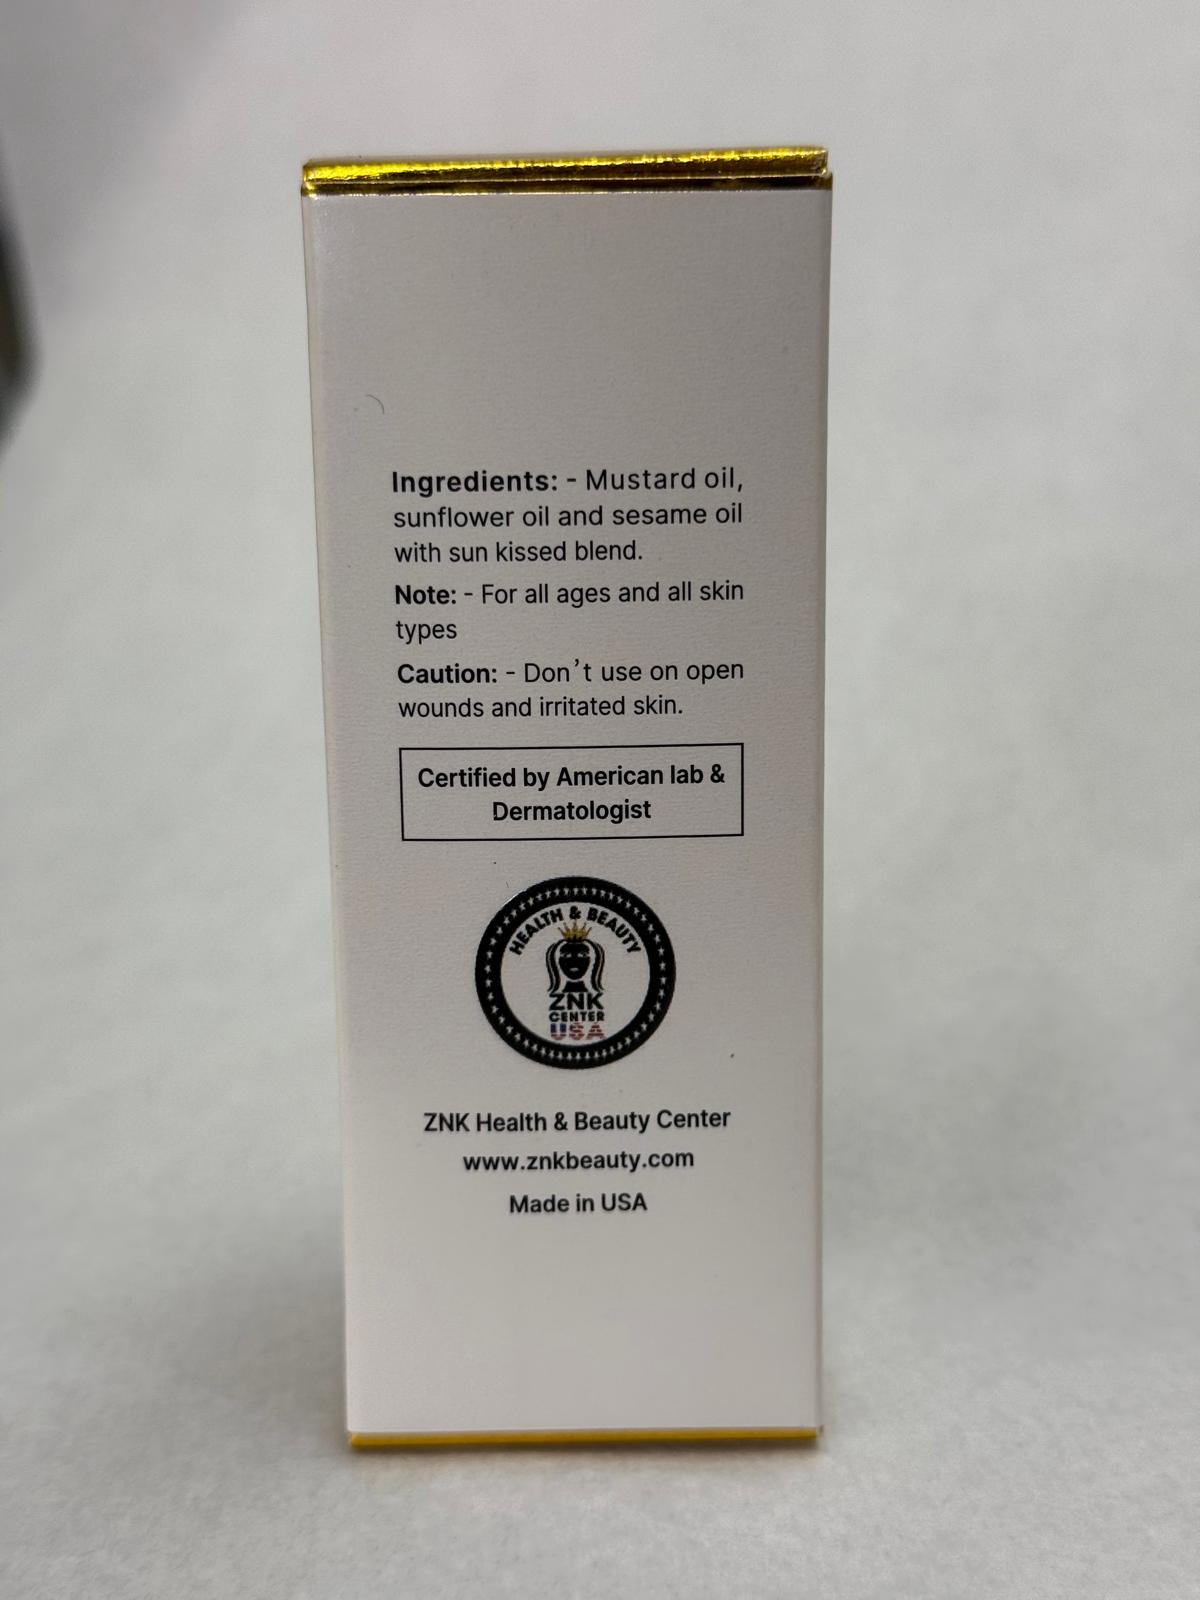 Ingredients: - Mustard oil,
sunflower oil and sesame oil
with sun kissed blend.
Note: - For all ages and all skin
types
Caution: - Don't use on open
wounds and irritated skin.
Certified by American lab &
Dermatologist
HEALTH & BEAUTY
ZNK
CENTER
USA
ZNK Health & Beauty Center
www.znkbeauty.com
Made in USA